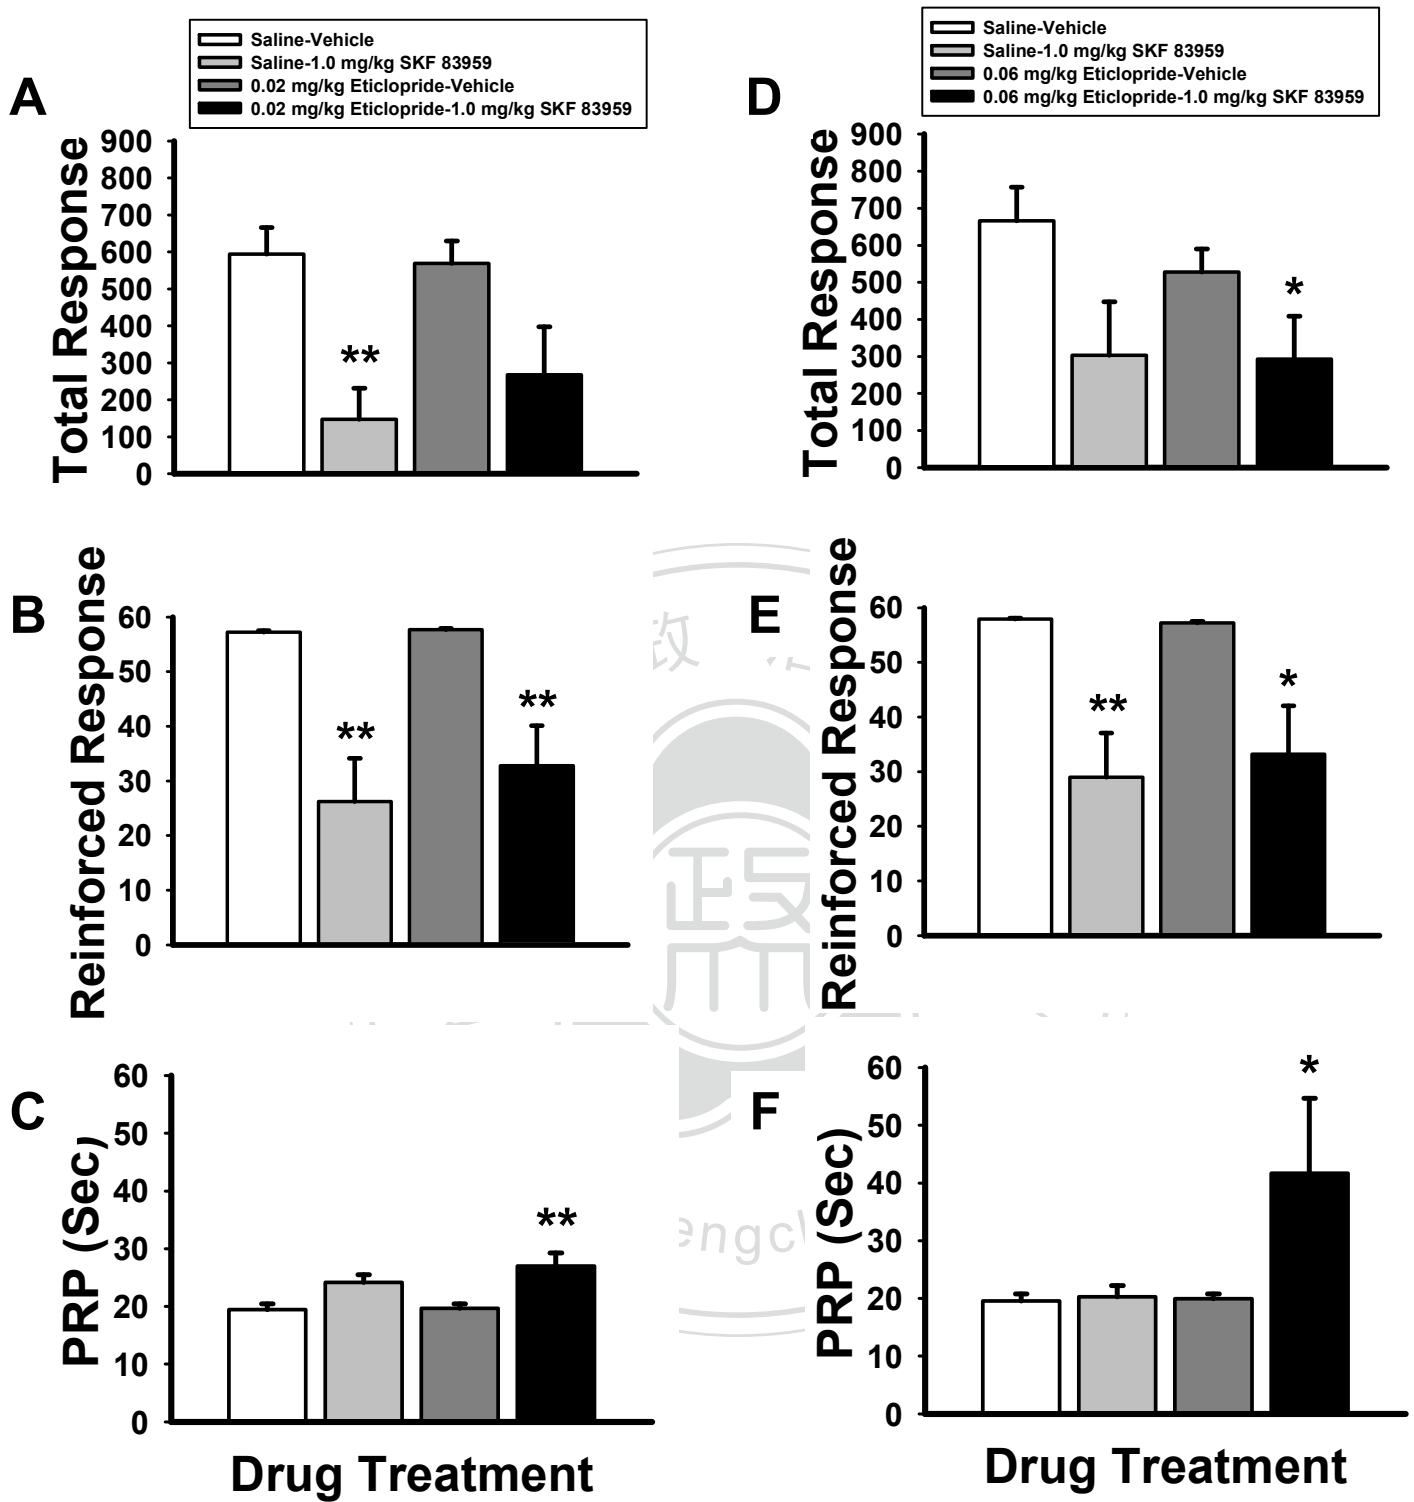 Saline-Vehicle
Saline-1.0 mg/kg SKF 83959
0.02 mg/kg Eticlopride-Vehicle
0.02 mg/kg Eticlopride-1.0 mg/kg SKF 83959
A
Total Response
900
800
700
600
500
400
300
200
100
0
**
Saline-Vehicle
Saline-1.0 mg/kg SKF 83959
0.06 mg/kg Eticlopride-Vehicle
0.06 mg/kg Eticlopride-1.0 mg/kg SKF 83959
D
Total Response
900
800
700
600
500
400
300
200
100
0
*
B
Reinforced Response
60
50
40
30
20
10
0
**
**
E
Reinforced Response
60
50
40
30
20
10
0
**
*
C
PRP (Sec)
60
50
40
30
20
10
0
**
Drug Treatment
F
PRP (Sec)
60
50
40
30
20
10
0
*
Drug Treatment
政
engc